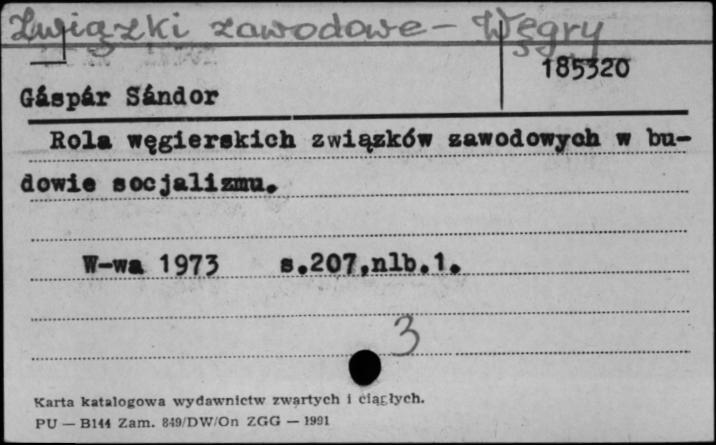 Związki zawodowe - Węgry
185320
Gáspár Sándor
Rola węgierskich związków zawodowych w bu-
dowie socjalizmu.
W-wa 1973 s.207,nlb.1.
3
Karta katalogowa wydawnictw zwartych i ciągłych.
PU — B144 Zam. 849/DW/On ZGG — 1991